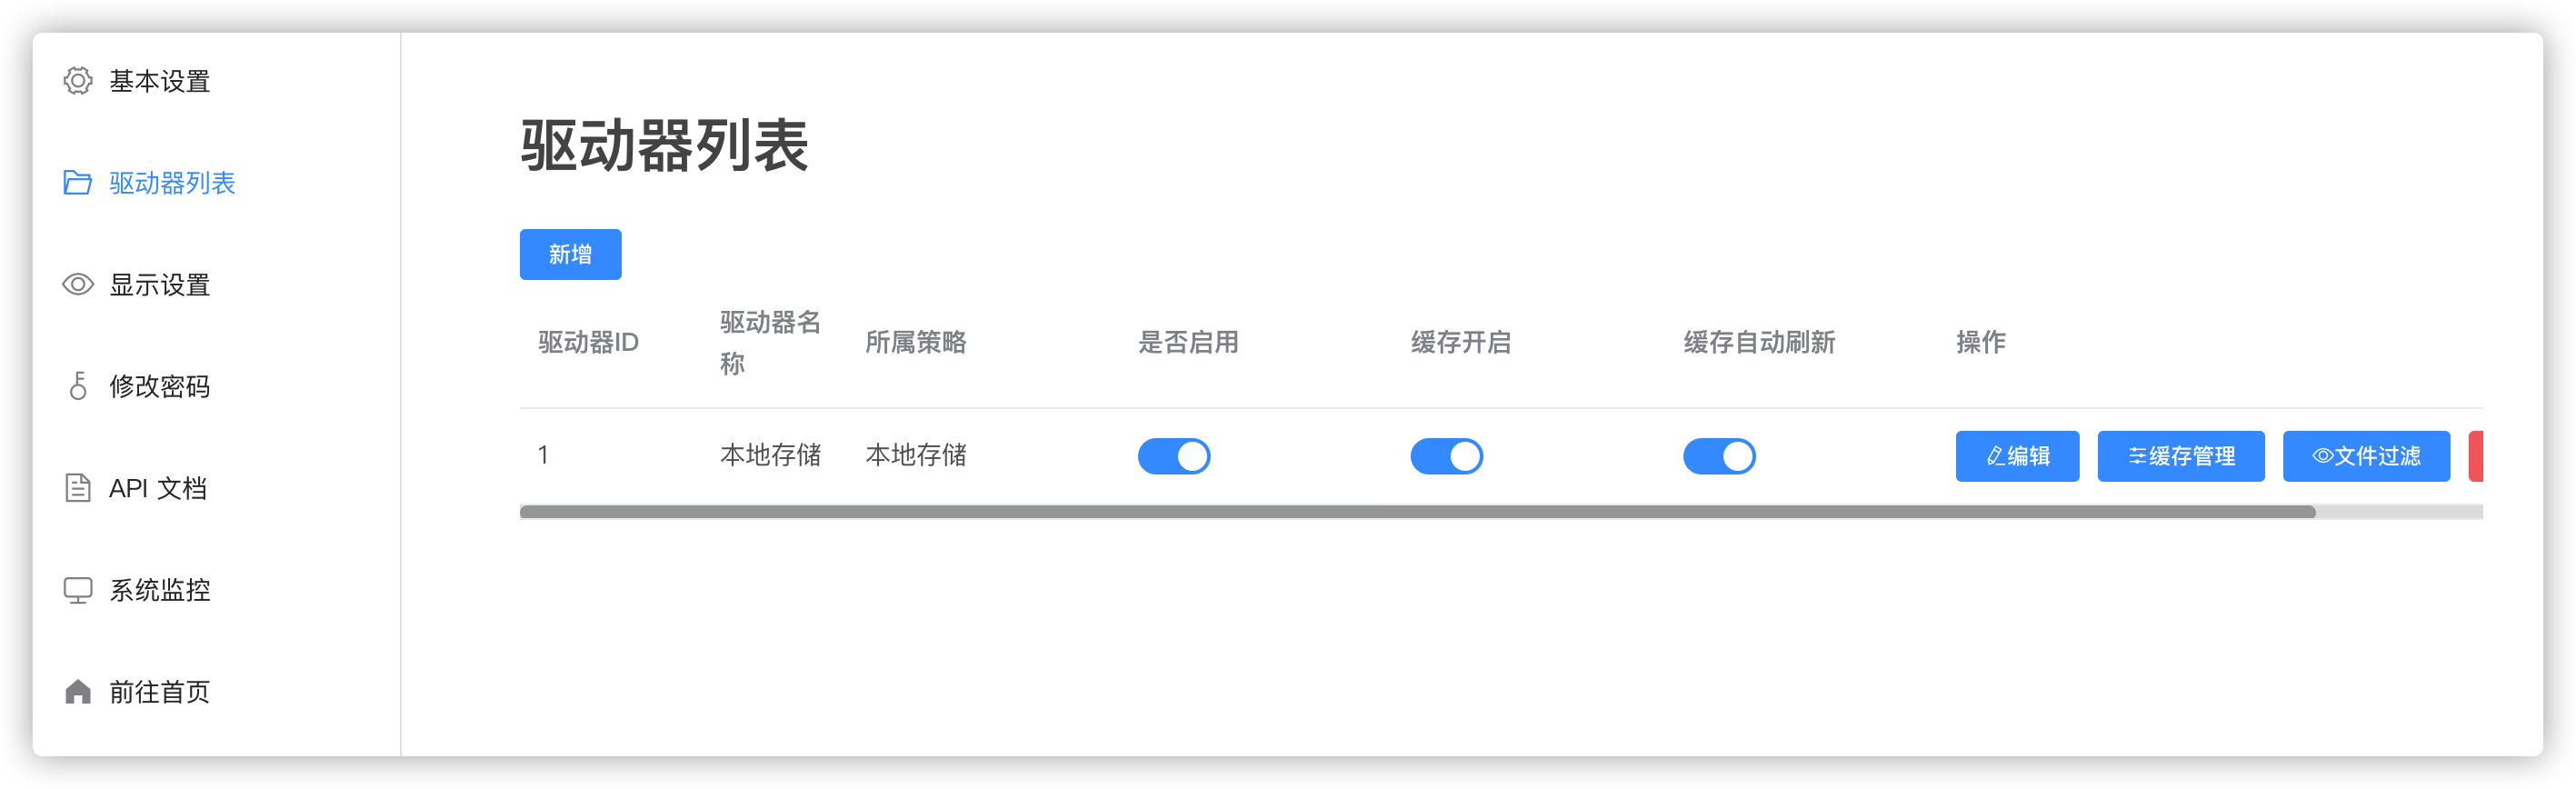 基本设置
驱动器列表
显示设置
修改密码
API 文档
系统监控
前往首页
驱动器列表
新增
驱动器ID 驱动器名称 所属策略 是否启用 缓存开启 缓存自动刷新 操作
1 本地存储 本地存储 编辑 缓存管理 文件过滤